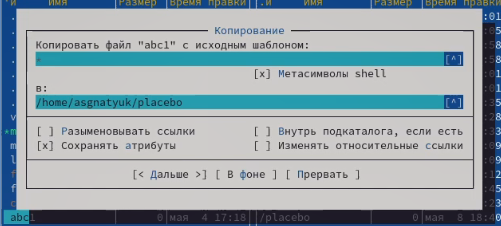 И Имя Размер Время правки .и Имя Размер Время правки
Копирование
Копировать файл "abc1" с исходным шаблоном:
[^]
[x] Метасимволы shell
в:
/home/asgnatyuk/placebo [^]
[ ] Разыменовывать ссылки [ ] Внутрь подкаталога, если есть
[x] Сохранять атрибуты [ ] Изменять относительные ссылки
[< Дальше >] [ В фоне ] [ Прервать ]
abc1 0 мая 4 17:18 /placebo 0 мая 8 18:40